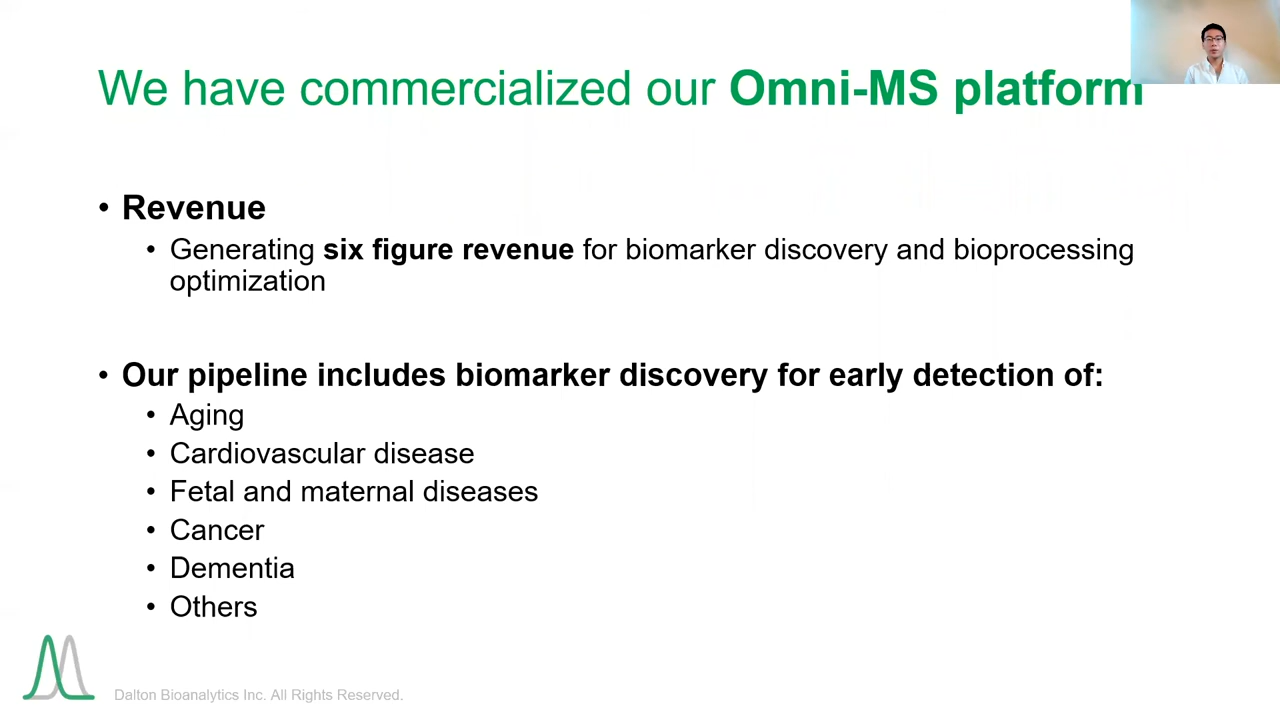 We have commercialized our Omni-MS platform
• Revenue
• Generating six figure revenue for biomarker discovery and bioprocessing
optimization
• Our pipeline includes biomarker discovery for early detection of:
• Aging
• Cardiovascular disease
• Fetal and maternal diseases
• Cancer
• Dementia
• Others
Dalton Bioanalytics Inc. All Rights Reserved.